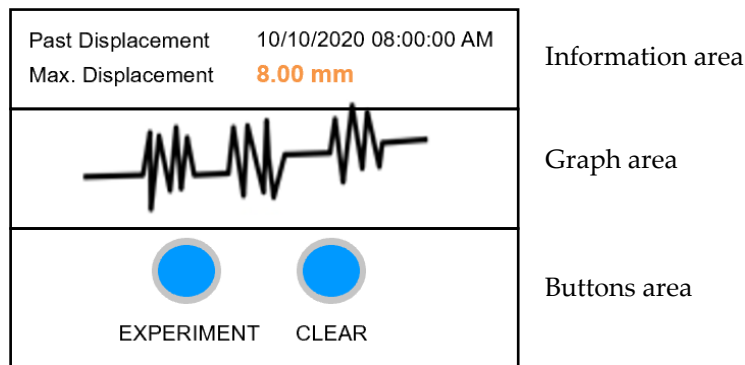 Past Displacement 10/10/2020 08:00:00 AM
Max. Displacement 8.00 mm
Information area
Graph area
Buttons area
EXPERIMENT CLEAR